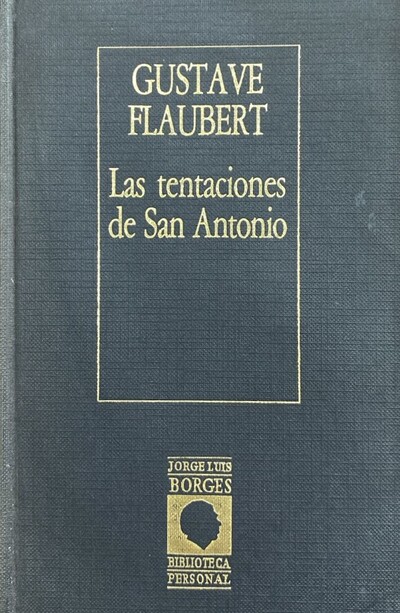 GUSTAVE
FLAUBERT
Las tentaciones
de San Antonio
JORGE LUIS
BORGES
BIBLIOTECA
PERSONAL